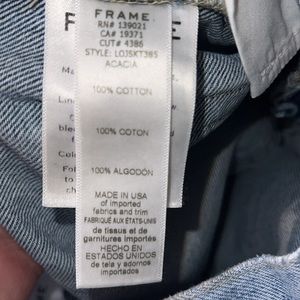 FRAME
RN# 139021
CA# 19371
CUT# 4386
STYLE: LOJSKT385
ACACIA
100% COTTON
100% COTON
100% ALGODÓN
MADE IN USA
of imported
fabrics and trim
FABRIQUÉ AUX ÉTATS-UNIS
de tissus et de
garnitures importés
HECHO EN
ESTADOS UNIDOS
de tela y adornos
importados